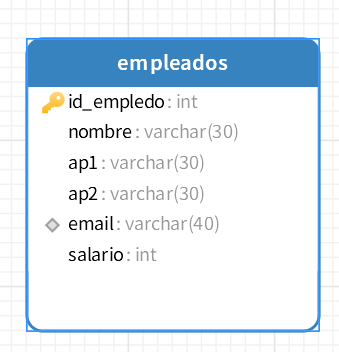 empleados
id_empledo : int
nombre : varchar(30)
ap1 : varchar(30)
ap2 : varchar(30)
email : varchar(40)
salario : int